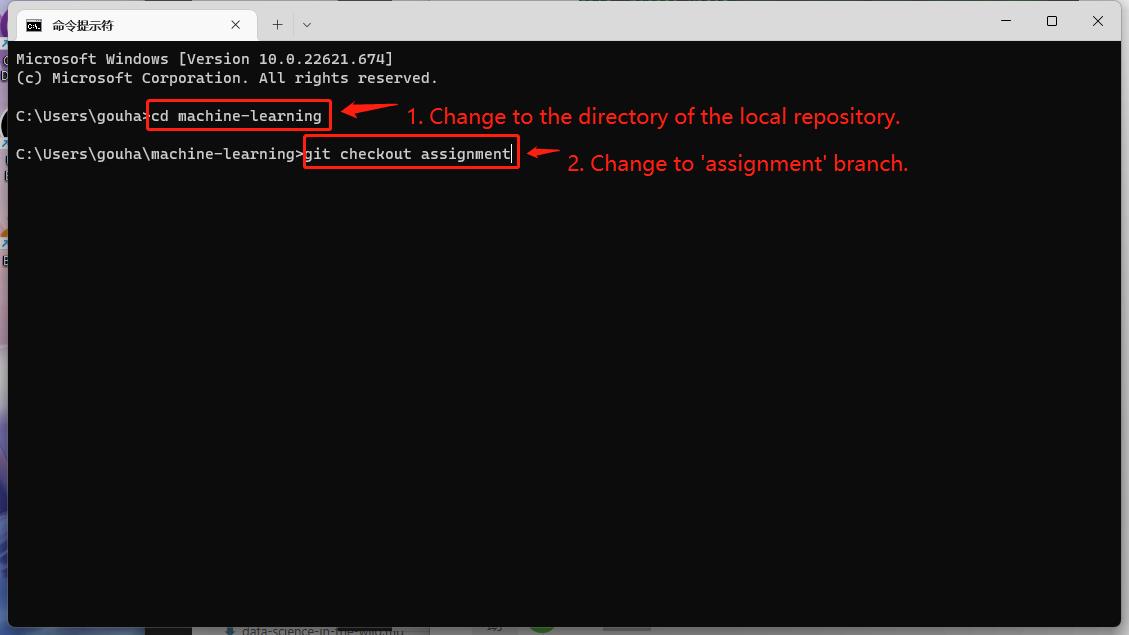 命令提示符
Microsoft Windows [Version 10.0.22621.674]
(c) Microsoft Corporation. All rights reserved.
C:\Users\gouha>cd machine-learning
1. Change to the directory of the local repository.
C:\Users\gouha\machine-learning>git checkout assignment
2. Change to 'assignment' branch.